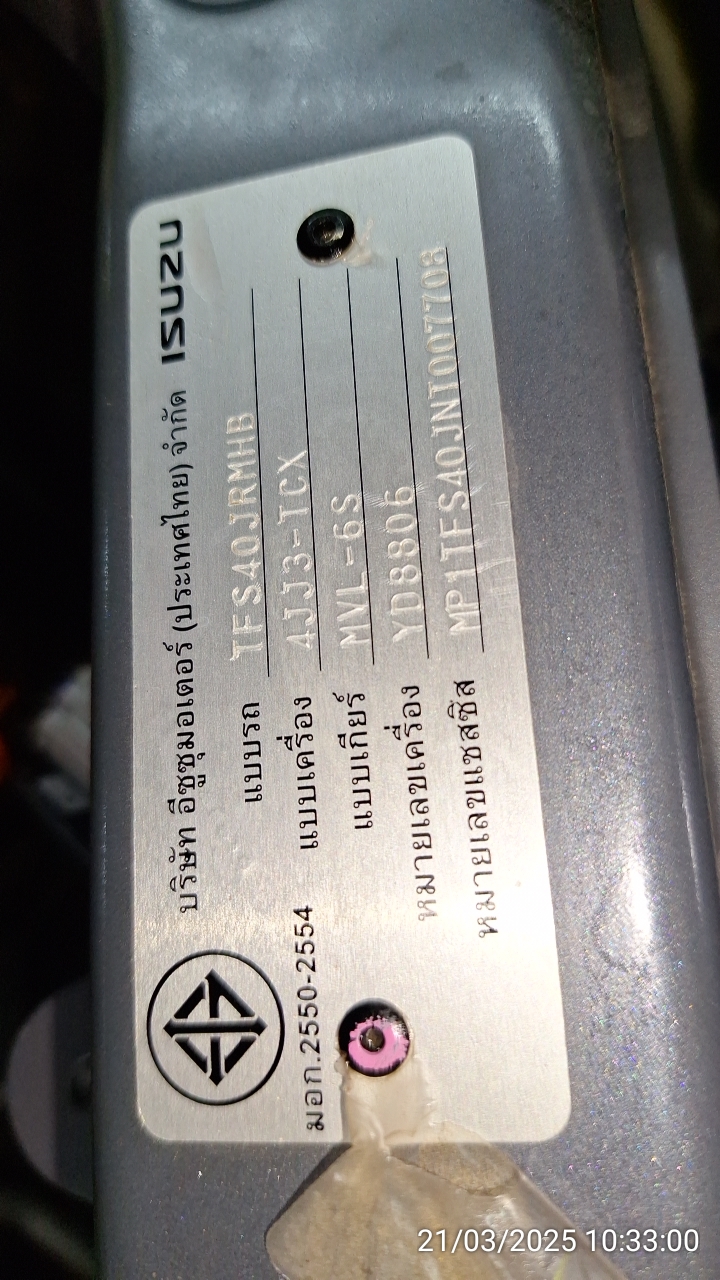 บริษัท อีซูซุมอเตอร์ (ประเทศไทย) จำกัด ISUZU
แบบรถ TFS40JRMHB
แบบเครื่อง 4JJ3-TCX
มอก.2550-2554
แบบเกียร์ MVL-6S
หมายเลขเครื่อง YD8806
หมายเลขแชสซิส MP1TFS40JNT007708
21/03/2025 10:33:00